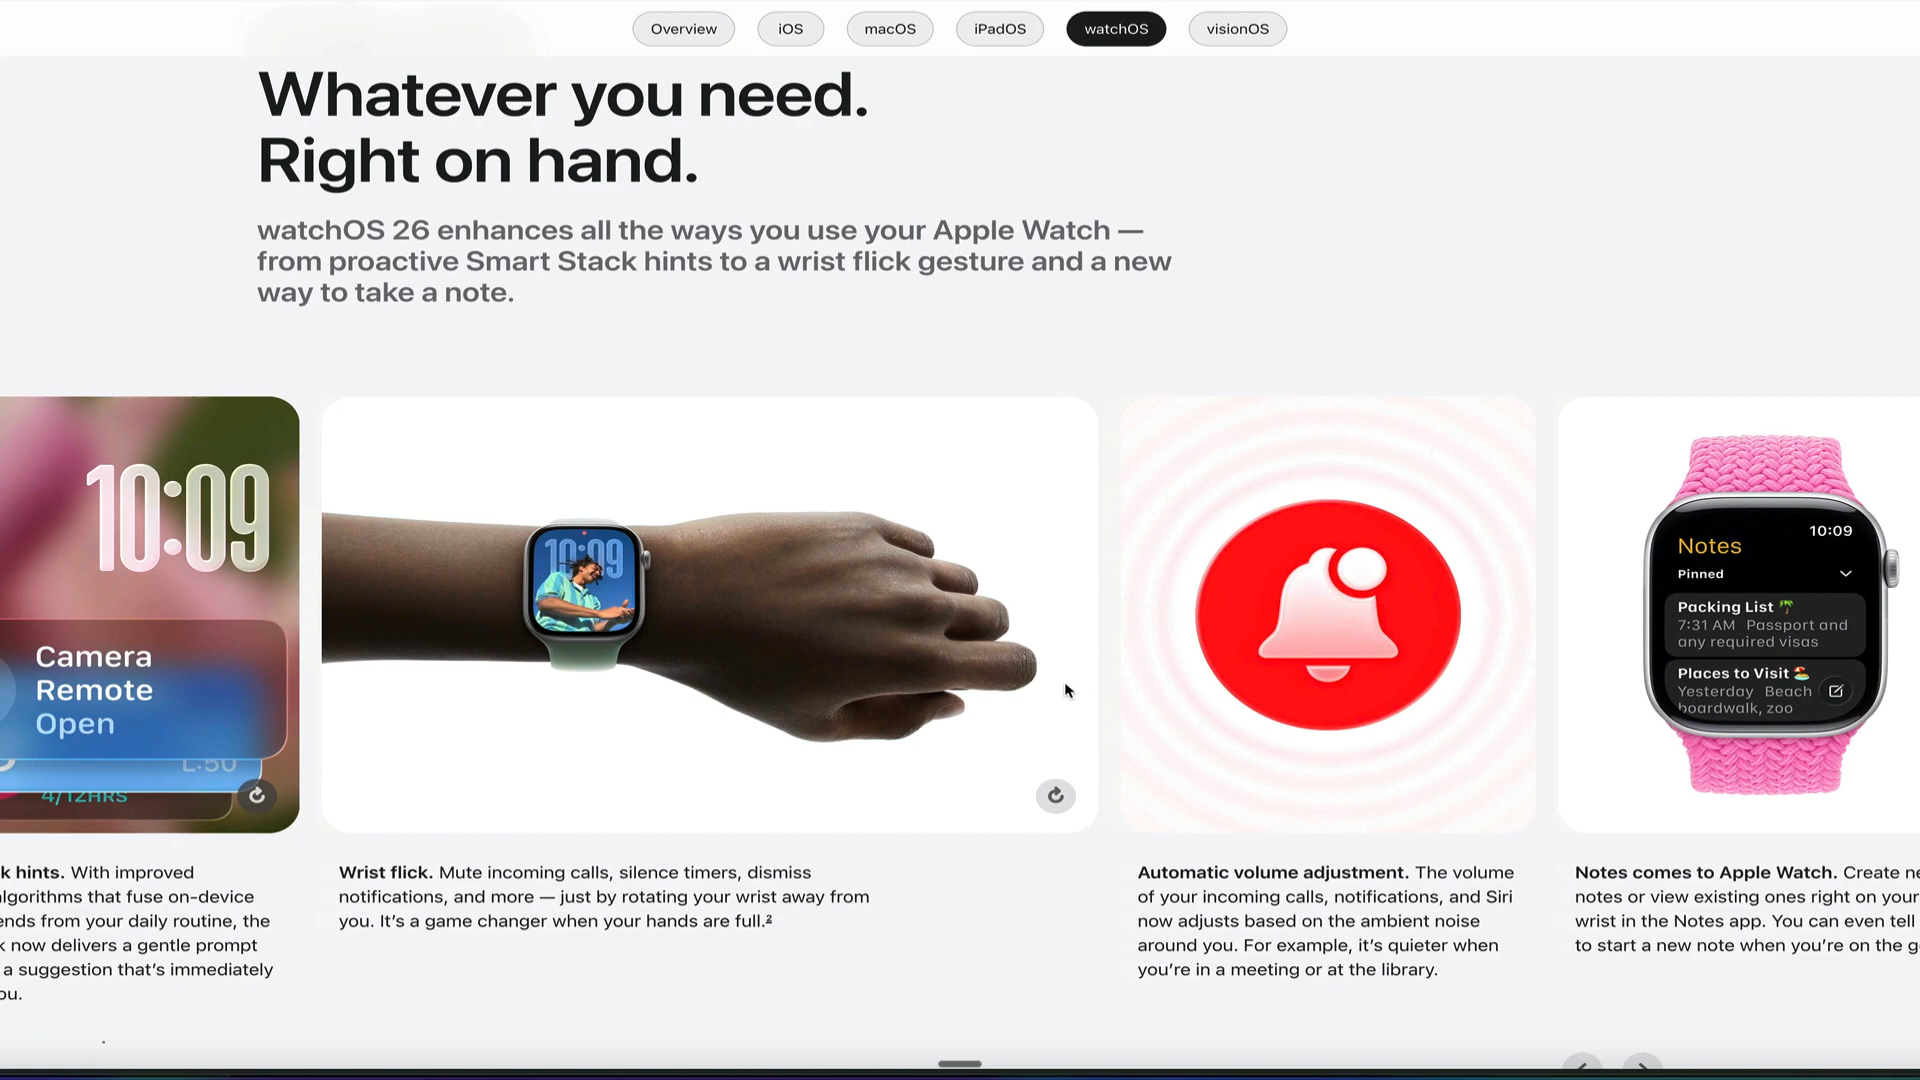 Overview
iOS
macOS
iPadOS
watchOS
visionOS
Whatever you need.
Right on hand.
watchOS 26 enhances all the ways you use your Apple Watch —
from proactive Smart Stack hints to a wrist flick gesture and a new
way to take a note.
10:09
Camera
Remote
Open
L:50
4/12HRS
10:09
10:09
Notes
Pinned
Packing List 🌴
7:31 AM Passport and
any required visas
Places to Visit 🏖️
Yesterday Beach
boardwalk, zoo
k hints. With improved
lgorithms that fuse on-device
ends from your daily routine, the
k now delivers a gentle prompt
a suggestion that’s immediately
ou.
Wrist flick. Mute incoming calls, silence timers, dismiss
notifications, and more — just by rotating your wrist away from
you. It’s a game changer when your hands are full.²
Automatic volume adjustment. The volume
of your incoming calls, notifications, and Siri
now adjusts based on the ambient noise
around you. For example, it’s quieter when
you’re in a meeting or at the library.
Notes comes to Apple Watch. Create ne
notes or view existing ones right on your
wrist in the Notes app. You can even tell
to start a new note when you’re on the g